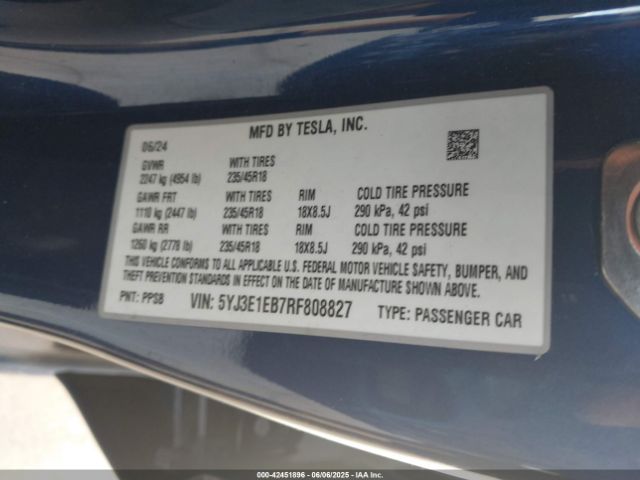 MFD BY TESLA, INC.
06/24
GVWR WITH TIRES
2247 kg (4954 lb) 235/45R18
GAWR FRT WITH TIRES RIM COLD TIRE PRESSURE
1110 kg (2447 lb) 235/45R18 18X8.5J 290 kPa, 42 psi
GAWR RR WITH TIRES RIM COLD TIRE PRESSURE
1260 kg (2778 lb) 235/45R18 18X8.5J 290 kPa, 42 psi
THIS VEHICLE CONFORMS TO ALL APPLICABLE U.S. FEDERAL MOTOR VEHICLE SAFETY, BUMPER, AND
THEFT PREVENTION STANDARDS IN EFFECT ON THE DATE OF MANUFACTURE SHOWN ABOVE.
PNT: PPSB VIN: 5YJ3E1EB7RF808827 TYPE: PASSENGER CAR
000-42451896 - 06/06/2025 - IAA Inc.